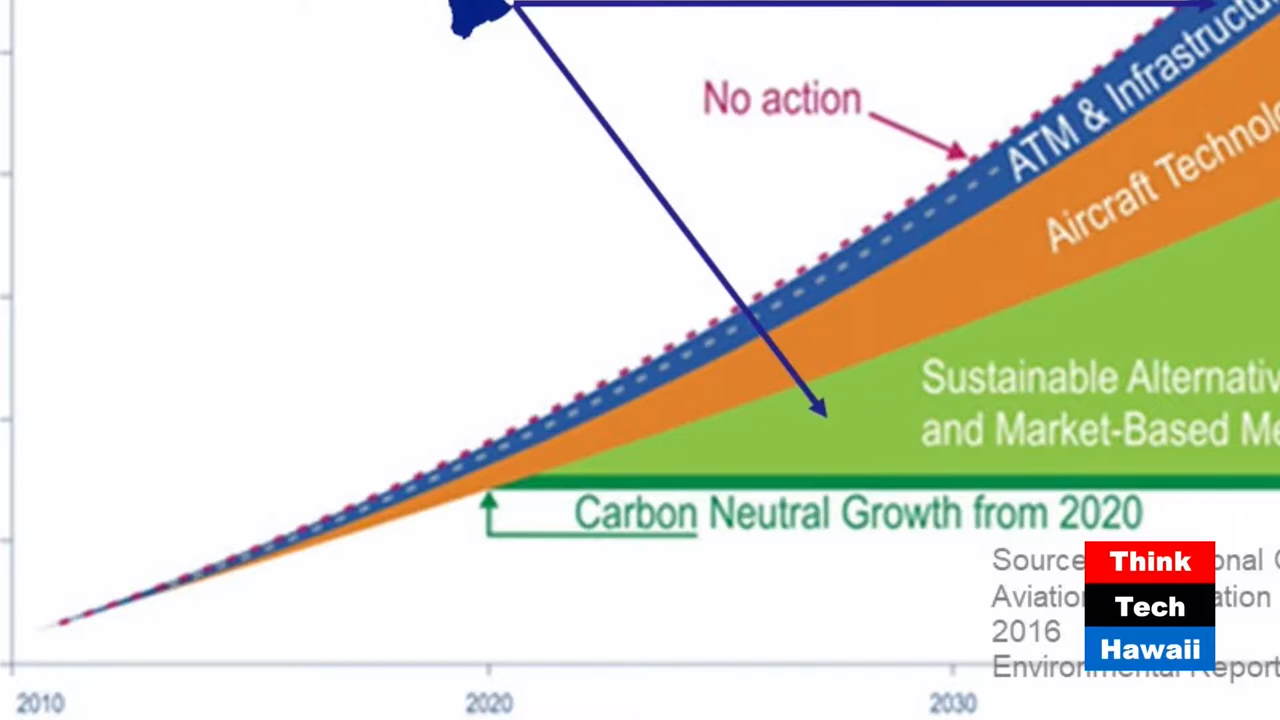 No action
ATM & Infrastructu
Aircraft Technolo
Sustainable Alternativ
and Market-Based Me
Carbon Neutral Growth from 2020
Source onal
Aviatio ation
2016
Environmental Report
Think
Tech
Hawaii
2010
2020
2030